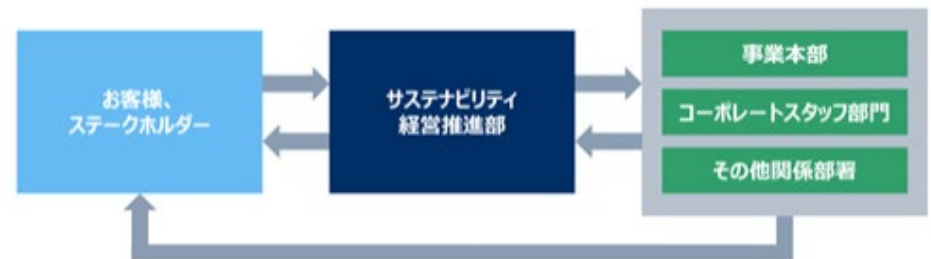 お客様、
ステークホルダー
サステナビリティ
経営推進部
事業本部
コーポレートスタッフ部門
その他関係部署